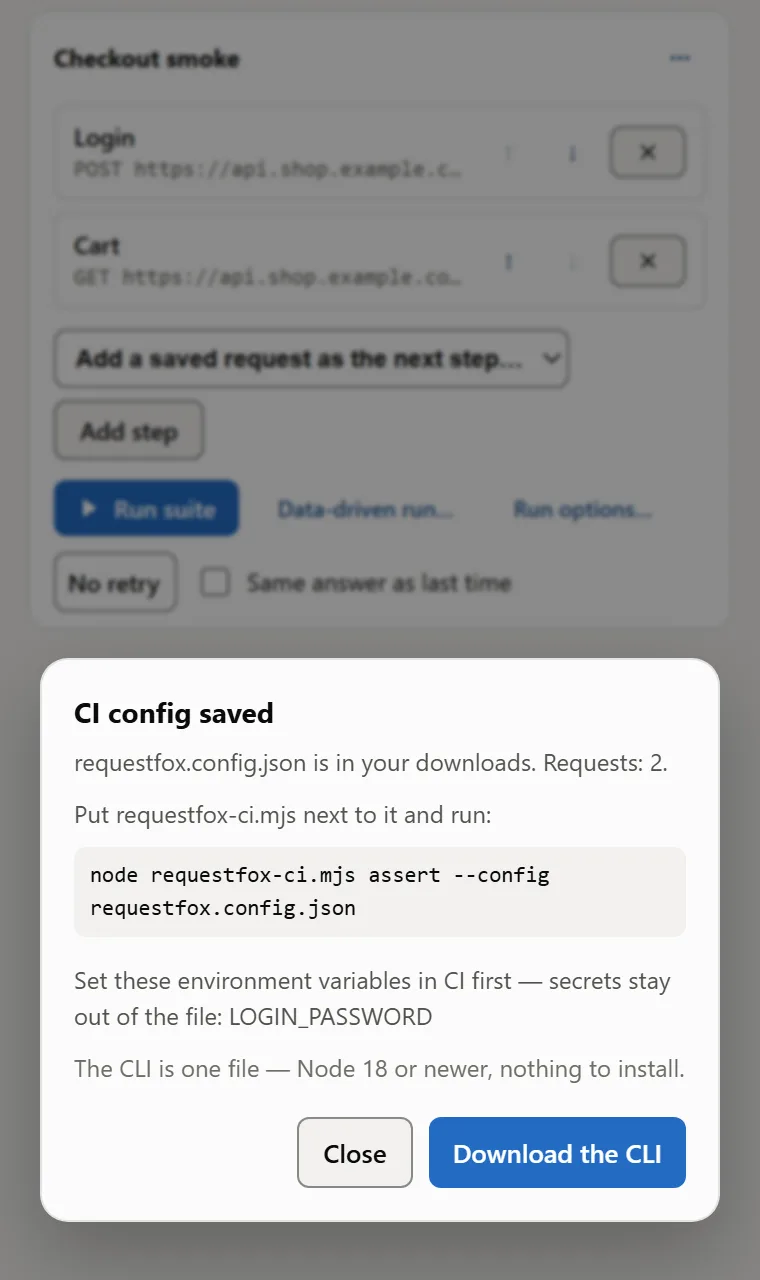 Checkout smoke
...
Login
POST https://api.shop.example.c…
Cart
GET https://api.shop.example.co…
Add a saved request as the next step...
Add step
Run suite
Data-driven run...
Run options...
No retry
Same answer as last time
CI config saved
requestfox.config.json is in your downloads. Requests: 2.
Put requestfox-ci.mjs next to it and run:
node requestfox-ci.mjs assert --config
requestfox.config.json
Set these environment variables in CI first — secrets stay
out of the file: LOGIN_PASSWORD
The CLI is one file — Node 18 or newer, nothing to install.
Close
Download the CLI